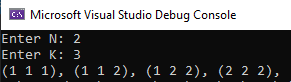 Microsoft Visual Studio Debug Console
Enter N: 2
Enter K: 3
(1 1 1), (1 1 2), (1 2 2), (2 2 2),